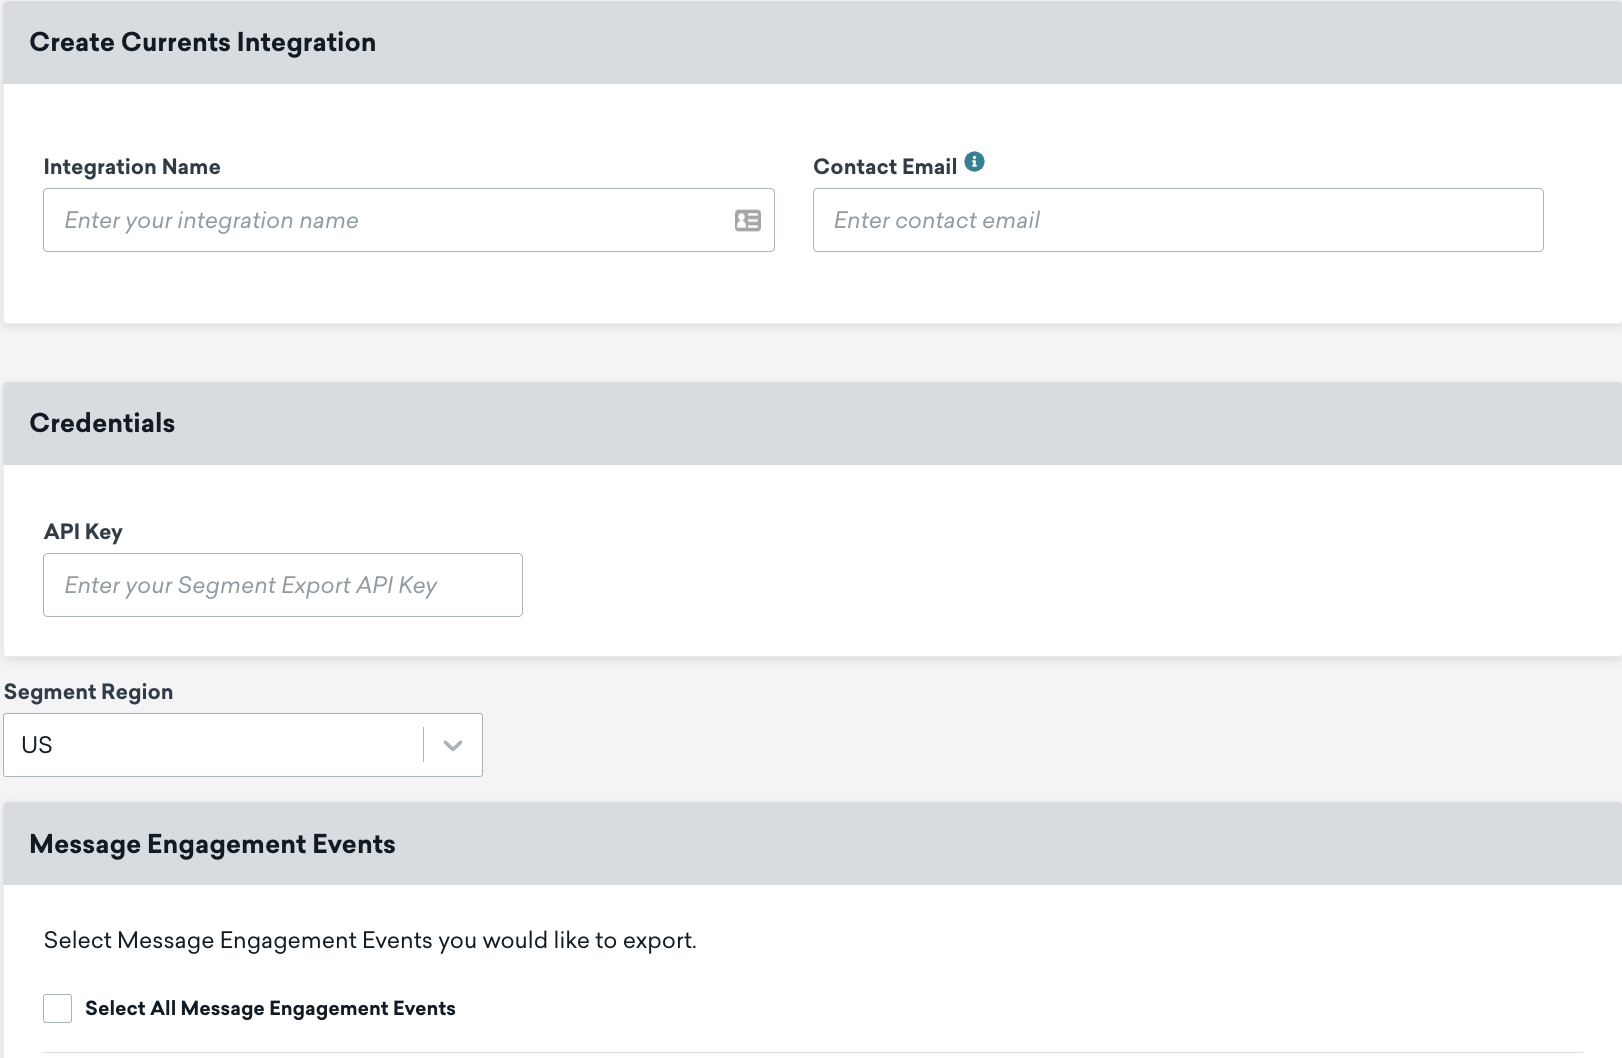 Create Currents Integration
Integration Name
Contact Email
Enter your integration name
Enter contact email
Credentials
API Key
Enter your Segment Export API Key
Segment Region
US
Message Engagement Events
Select Message Engagement Events you would like to export.
Select All Message Engagement Events